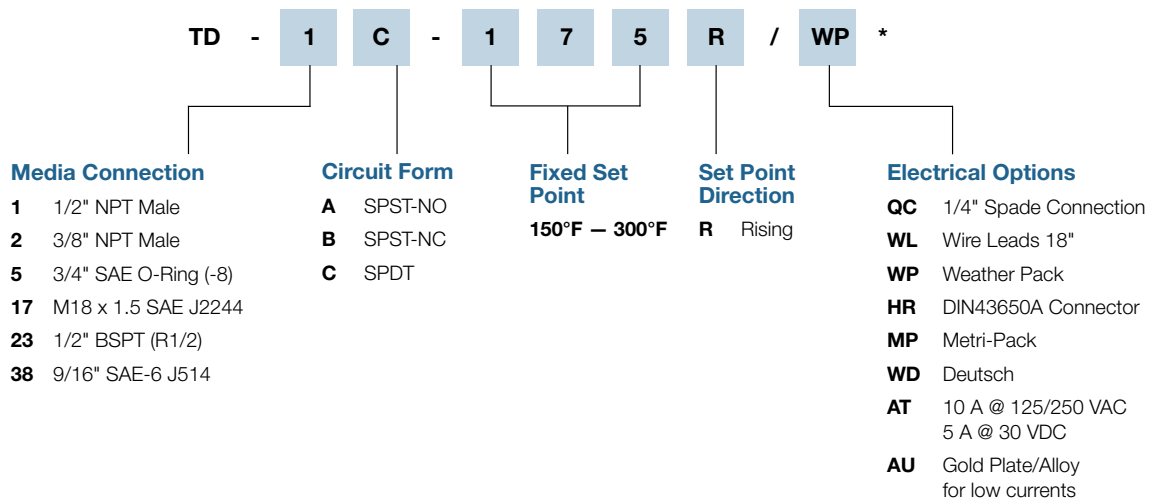 TD - 1 C - 1 7 5 R / WP *
Media Connection
1 1/2" NPT Male
2 3/8" NPT Male
5 3/4" SAE O-Ring (-8)
17 M18 x 1.5 SAE J2244
23 1/2" BSPT (R1/2)
38 9/16" SAE-6 J514
Circuit Form
A SPST-NO
B SPST-NC
C SPDT
Fixed Set
Point
150°F — 300°F
Set Point
Direction
R Rising
Electrical Options
QC 1/4" Spade Connection
WL Wire Leads 18"
WP Weather Pack
HR DIN43650A Connector
MP Metri-Pack
WD Deutsch
AT 10 A @ 125/250 VAC
5 A @ 30 VDC
AU Gold Plate/Alloy
for low currents